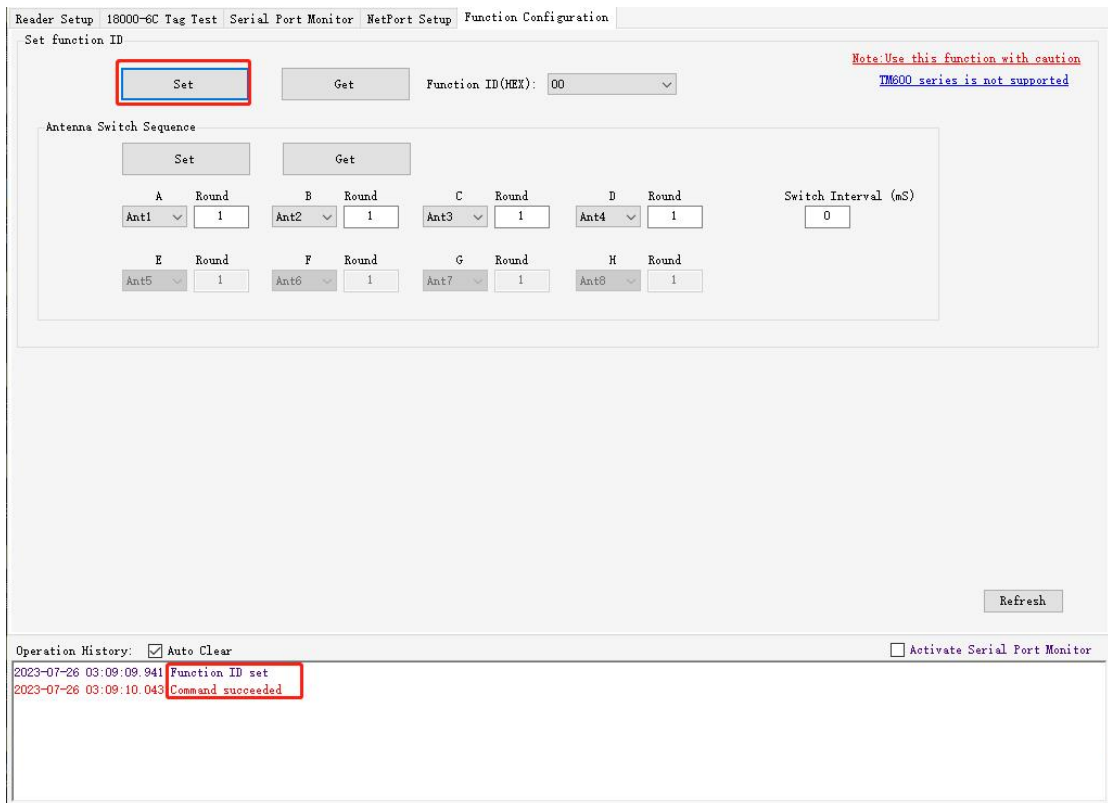 Reader Setup 18000-6C Tag Test Serial Port Monitor NetPort Setup Function Configuration
Set function ID
Note:Use this function with caution
Set Get Function ID(HEX): 00 TM600 series is not supported
Antenna Switch Sequence
Set Get
A Round B Round C Round D Round Switch Interval (mS)
Ant1 1 Ant2 1 Ant3 1 Ant4 1 0
E Round F Round G Round H Round
Ant5 1 Ant6 1 Ant7 1 Ant8 1
Refresh
Operation History: Auto Clear Activate Serial Port Monitor
2023-07-26 03:09:09.941 Function ID set
2023-07-26 03:09:10.043 Command succeeded